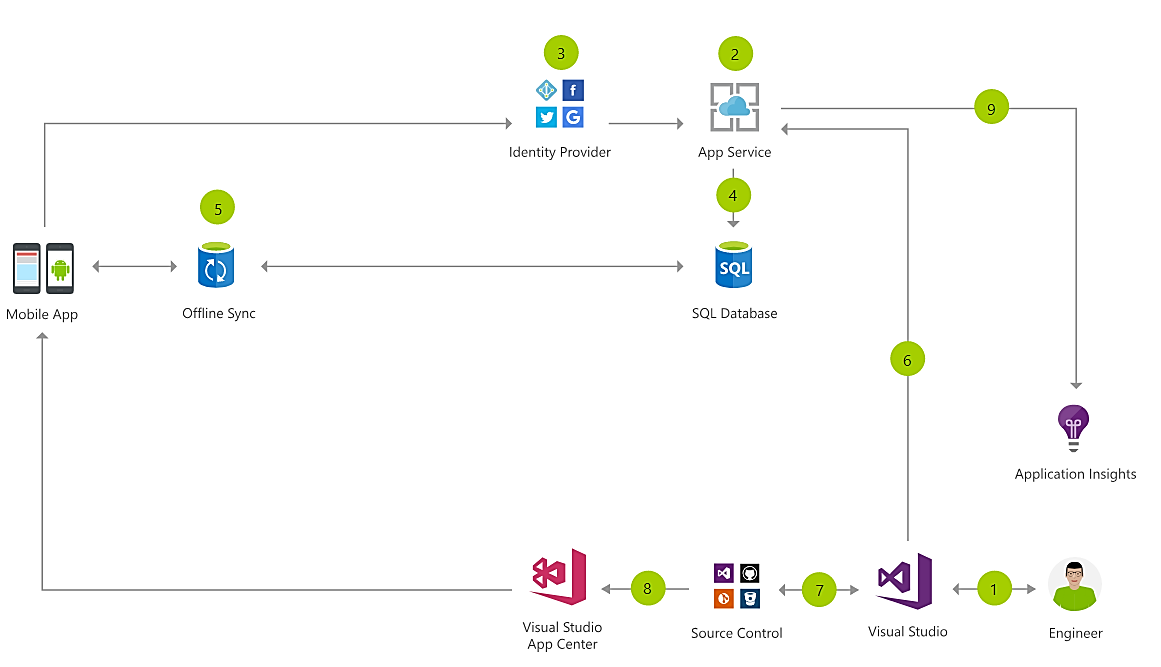 3
2
9
Identity Provider
App Service
4
5
SQL
Mobile App
Offline Sync
SQL Database
6
Application Insights
8
7
1
Visual Studio
App Center
Source Control
Visual Studio
Engineer